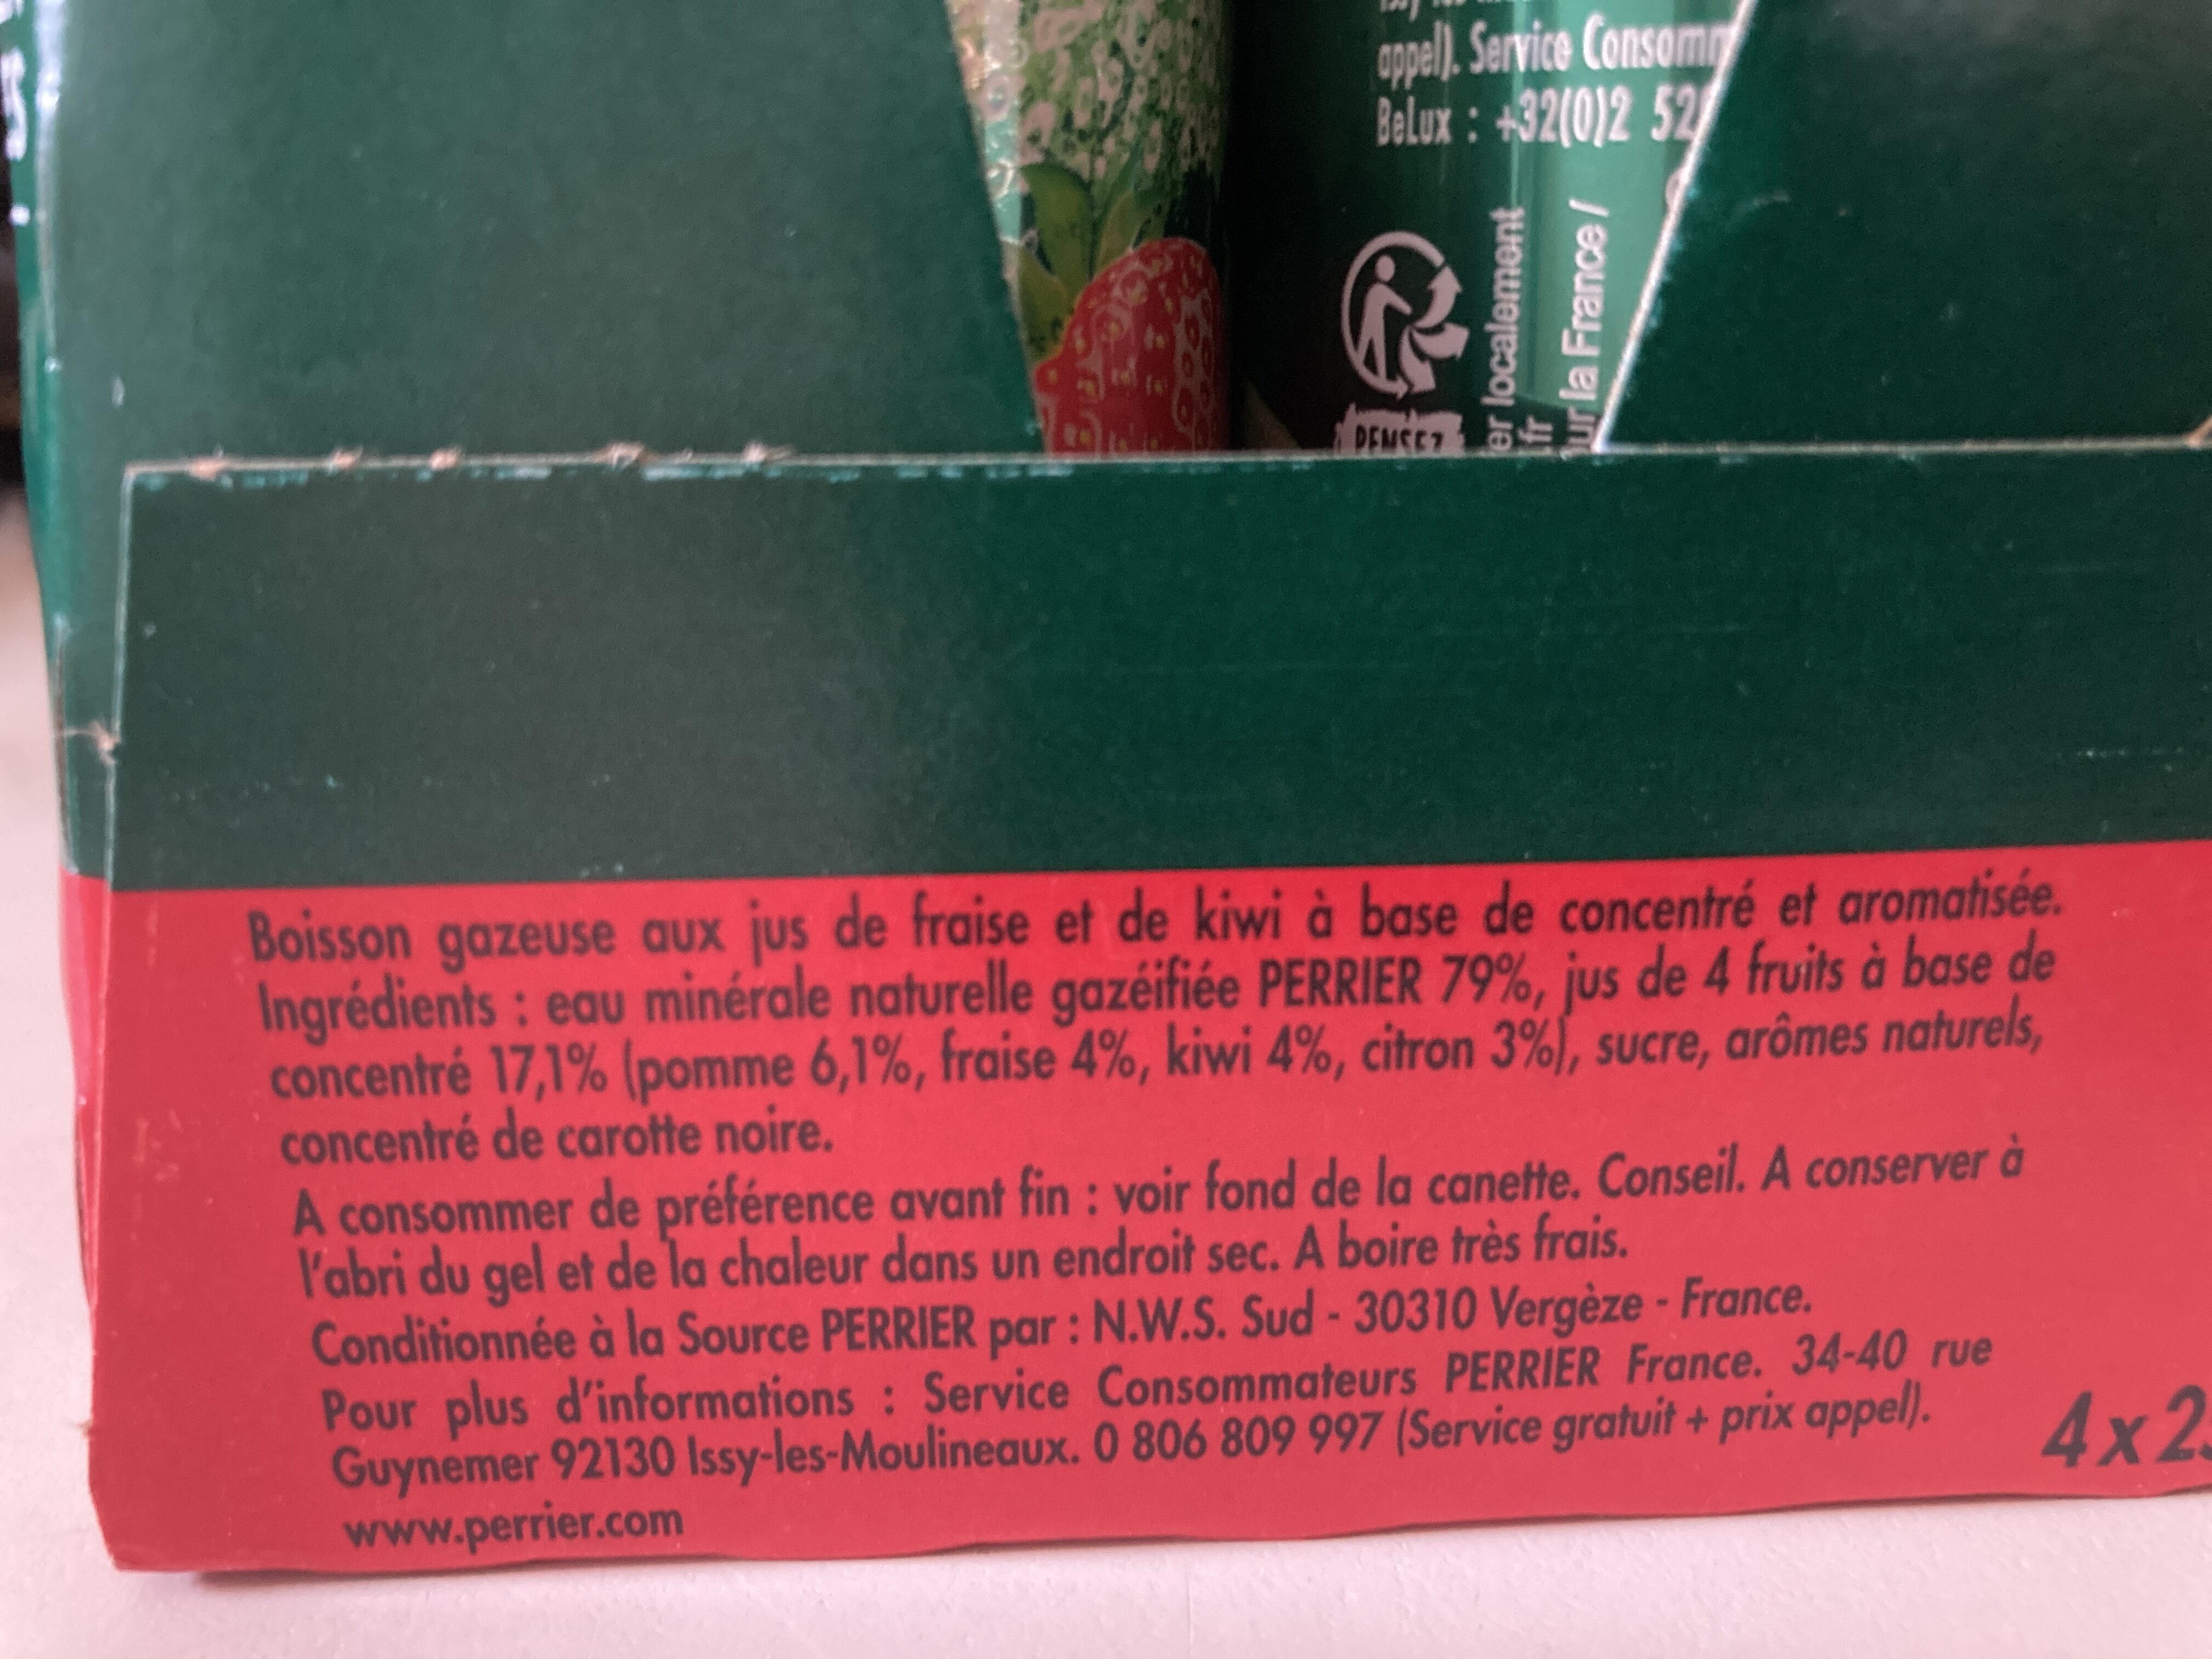 appel). Service
BeLux : +32(0)2
localement
la France /
PENSEZ
Boisson gazeuse aux jus de fraise et de kiwi à base de concentré et aromatisée.
Ingrédients : eau minérale naturelle gazéifiée PERRIER 79%, jus de 4 fruits à base de
concentré 17,1% (pomme 6,1%, fraise 4%, kiwi 4%, citron 3%), sucre, arômes naturels,
concentré de carotte noire.
A consommer de préférence avant fin : voir fond de la canette. Conseil. A conserver à
l'abri du gel et de la chaleur dans un endroit sec. A boire très frais.
Conditionnée à la Source PERRIER par : N.W.S. Sud - 30310 Vergèze - France.
Pour plus d'informations : Service Consommateurs PERRIER France. 34-40 rue
Guynemer 92130 Issy-les-Moulineaux. 0 806 809 997 (Service gratuit + prix appel).
www.perrier.com
4x2